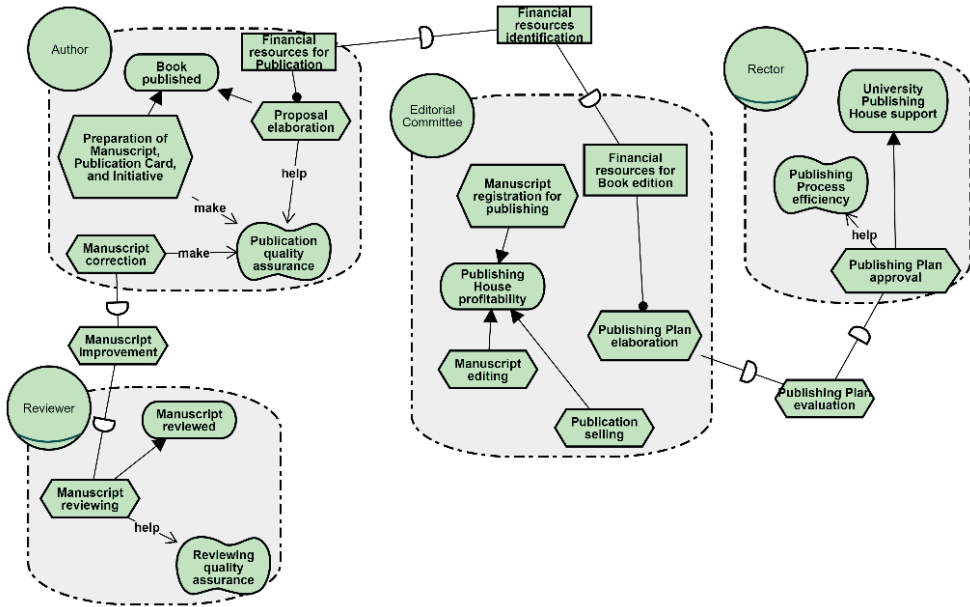 Author
Book
published
Financial
resources for
Publication
Proposal
elaboration
Preparation of
Manuscript,
Publication Card,
and Initiative
help
make
Manuscript
correction
make
Publication
quality
assurance
Manuscript
Improvement
Reviewer
Manuscript
reviewed
Manuscript
reviewing
help
Reviewing
quality
assurance
Financial
resources
identification
Editorial
Committee
Financial
resources for
Book edition
Manuscript
registration for
publishing
Publishing
House
profitability
Publishing Plan
elaboration
Manuscript
editing
Publication
selling
Rector
University
Publishing
House support
Publishing
Process
efficiency
help
Publishing Plan
approval
Publishing Plan
evaluation